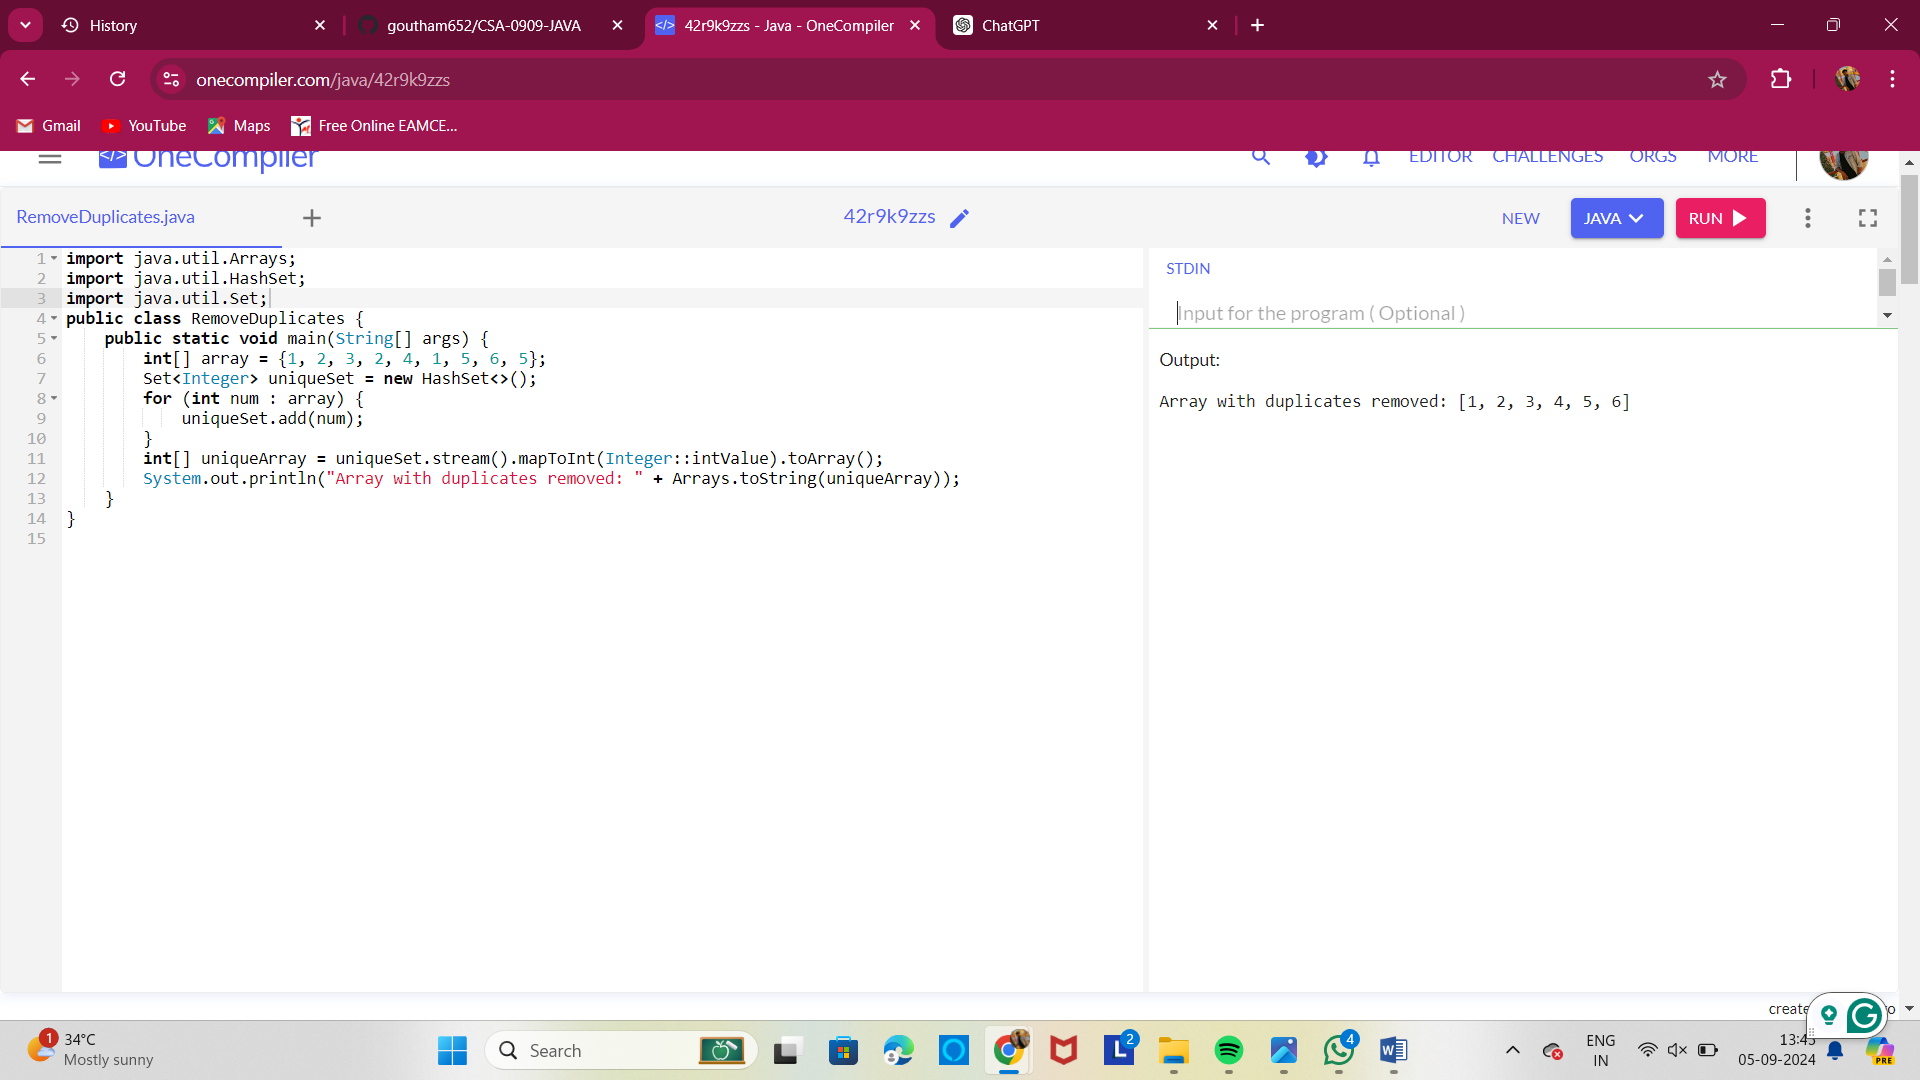 History
goutham652/CSA-0909-JAVA
42r9k9zzs - Java - OneCompiler
ChatGPT
onecompiler.com/java/42r9k9zzs
Gmail
YouTube
Maps
Free Online EAMCE...
OneCompiler
EDITOR
CHALLENGES
ORGS
MORE
RemoveDuplicates.java
42r9k9zzs
NEW
JAVA
RUN
1 import java.util.Arrays;
2 import java.util.HashSet;
3 import java.util.Set;
4 public class RemoveDuplicates {
5 public static void main(String[] args) {
6 int[] array = {1, 2, 3, 2, 4, 1, 5, 6, 5};
7 Set<Integer> uniqueSet = new HashSet<>();
8 for (int num : array) {
9 uniqueSet.add(num);
10 }
11 int[] uniqueArray = uniqueSet.stream().mapToInt(Integer::intValue).toArray();
12 System.out.println("Array with duplicates removed: " + Arrays.toString(uniqueArray));
13 }
14 }
15
STDIN
Input for the program ( Optional )
Output:
Array with duplicates removed: [1, 2, 3, 4, 5, 6]
1
34°C
Mostly sunny
Search
2
4
ENG
IN
13:45
05-09-2024
PRE